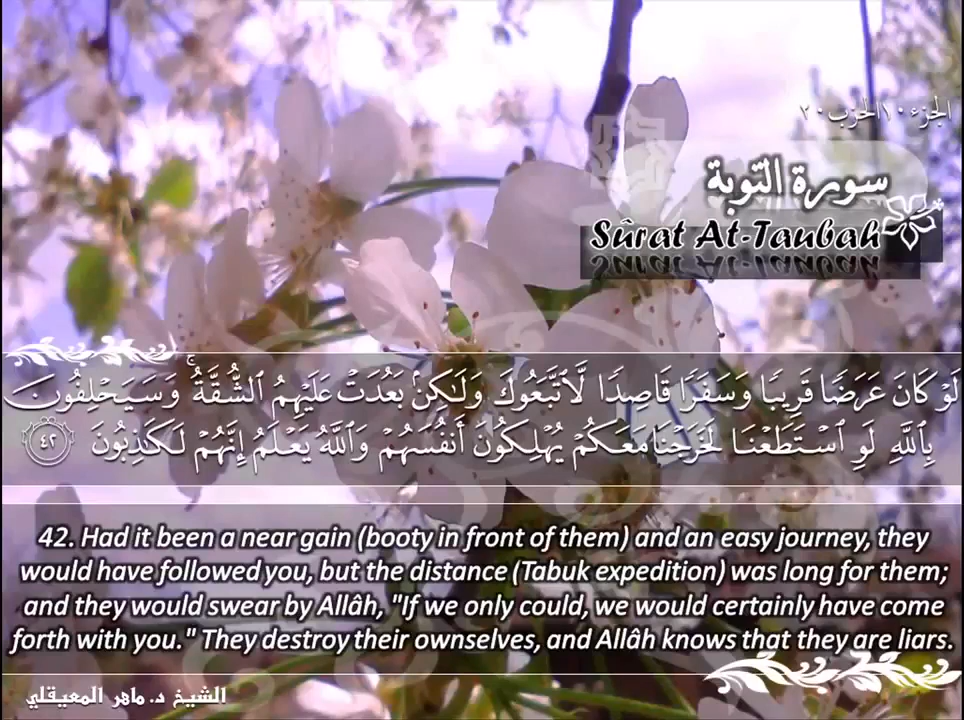 الجزء ١٠ الحزب ٢٠
سورة التوبة
Sûrat At-Taubah
لَوْ كَانَ عَرَضًا قَرِيبًا وَسَفَرًا قَاصِدًا لَّاتَّبَعُوكَ وَلَٰكِنۢ بَعُدَتْ عَلَيْهِمُ ٱلشُّقَّةُ ۚ وَسَيَحْلِفُونَ
بِٱللَّهِ لَوِ ٱسْتَطَعْنَا لَخَرَجْنَا مَعَكُمْ يُهْلِكُونَ أَنفُسَهُمْ وَٱللَّهُ يَعْلَمُ إِنَّهُمْ لَكَٰذِبُونَ ٤٢
42. Had it been a near gain (booty in front of them) and an easy journey, they
would have followed you, but the distance (Tabuk expedition) was long for them;
and they would swear by Allâh, "If we only could, we would certainly have come
forth with you." They destroy their ownselves, and Allâh knows that they are liars.
الشيخ د. ماهر المعيقلي